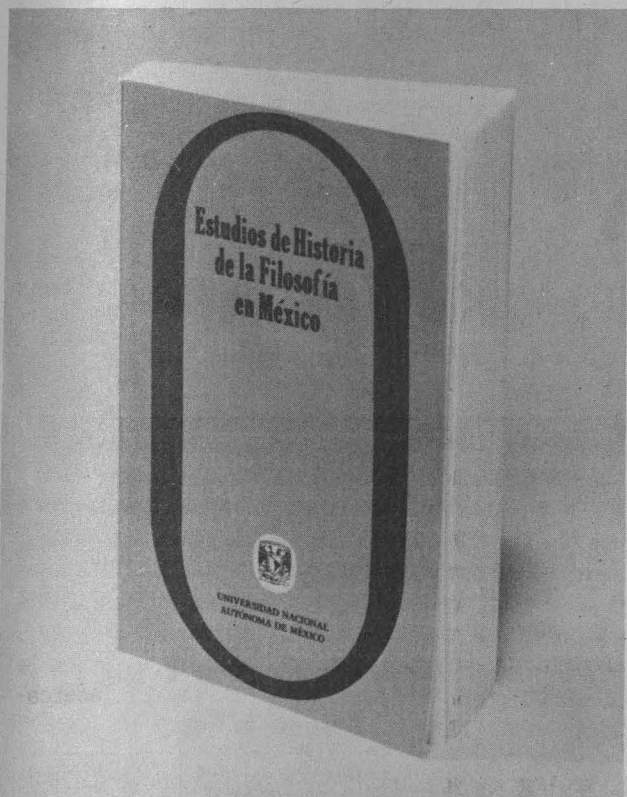 Estudios de Historia
de la Filosofía
en México
UNIVERSIDAD NACIONAL
AUTÓNOMA DE MÉXICO